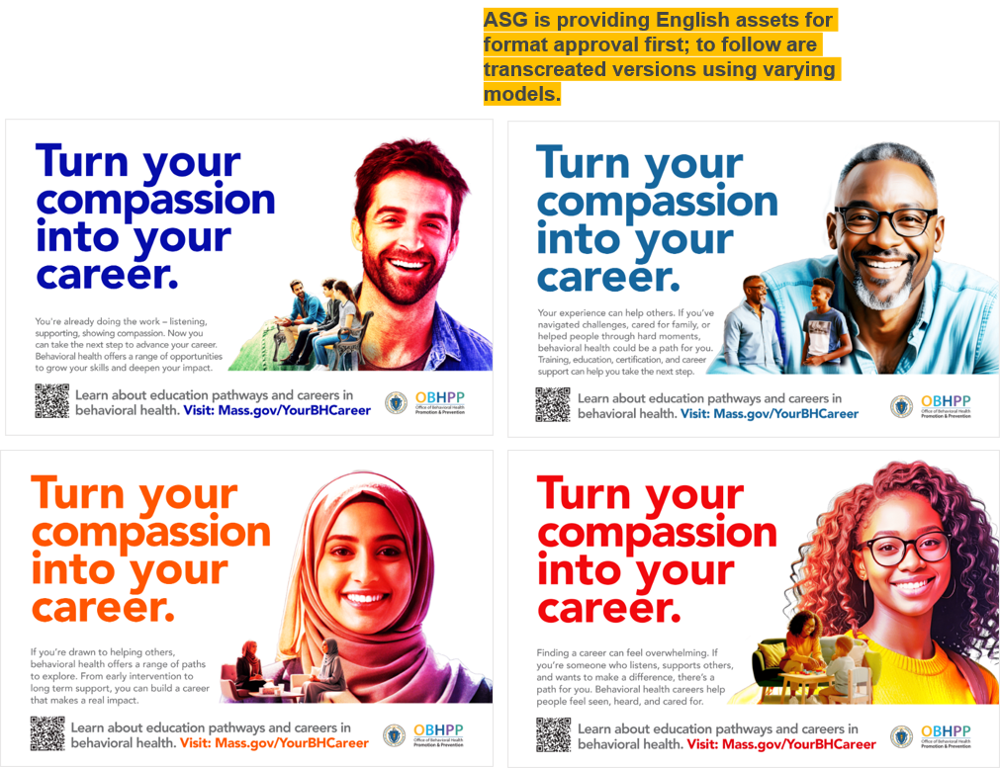 ASG is providing English assets for
format approval first; to follow are
transcreated versions using varying
models.
Turn your
compassion
into your
career.
You're already doing the work – listening,
supporting, showing compassion. Now you
can take the next step to advance your career.
Behavioral health offers a range of opportunities
to grow your skills and deepen your impact.
Learn about education pathways and careers in
behavioral health. Visit: Mass.gov/YourBHCareer
OBHPP
Office of Behavioral Health
Promotion & Prevention
Turn your
compassion
into your
career.
Your experience can help others. If you've
navigated challenges, cared for family, or
helped people through hard moments,
behavioral health could be a path for you.
Training, education, certification, and career
support can help you take the next step.
Learn about education pathways and careers in
behavioral health. Visit: Mass.gov/YourBHCareer
OBHPP
Office of Behavioral Health
Promotion & Prevention
Turn your
compassion
into your
career.
If you're drawn to helping others,
behavioral health offers a range of paths
to explore. From early intervention to
long term support, you can build a career
that makes a real impact.
Learn about education pathways and careers in
behavioral health. Visit: Mass.gov/YourBHCareer
OBHPP
Office of Behavioral Health
Promotion & Prevention
Turn your
compassion
into your
career.
Finding a career can feel overwhelming. If
you're someone who listens, supports others,
and wants to make a difference, there's a
path for you. Behavioral health careers help
people feel seen, heard, and cared for.
Learn about education pathways and careers in
behavioral health. Visit: Mass.gov/YourBHCareer
OBHPP
Office of Behavioral Health
Promotion & Prevention